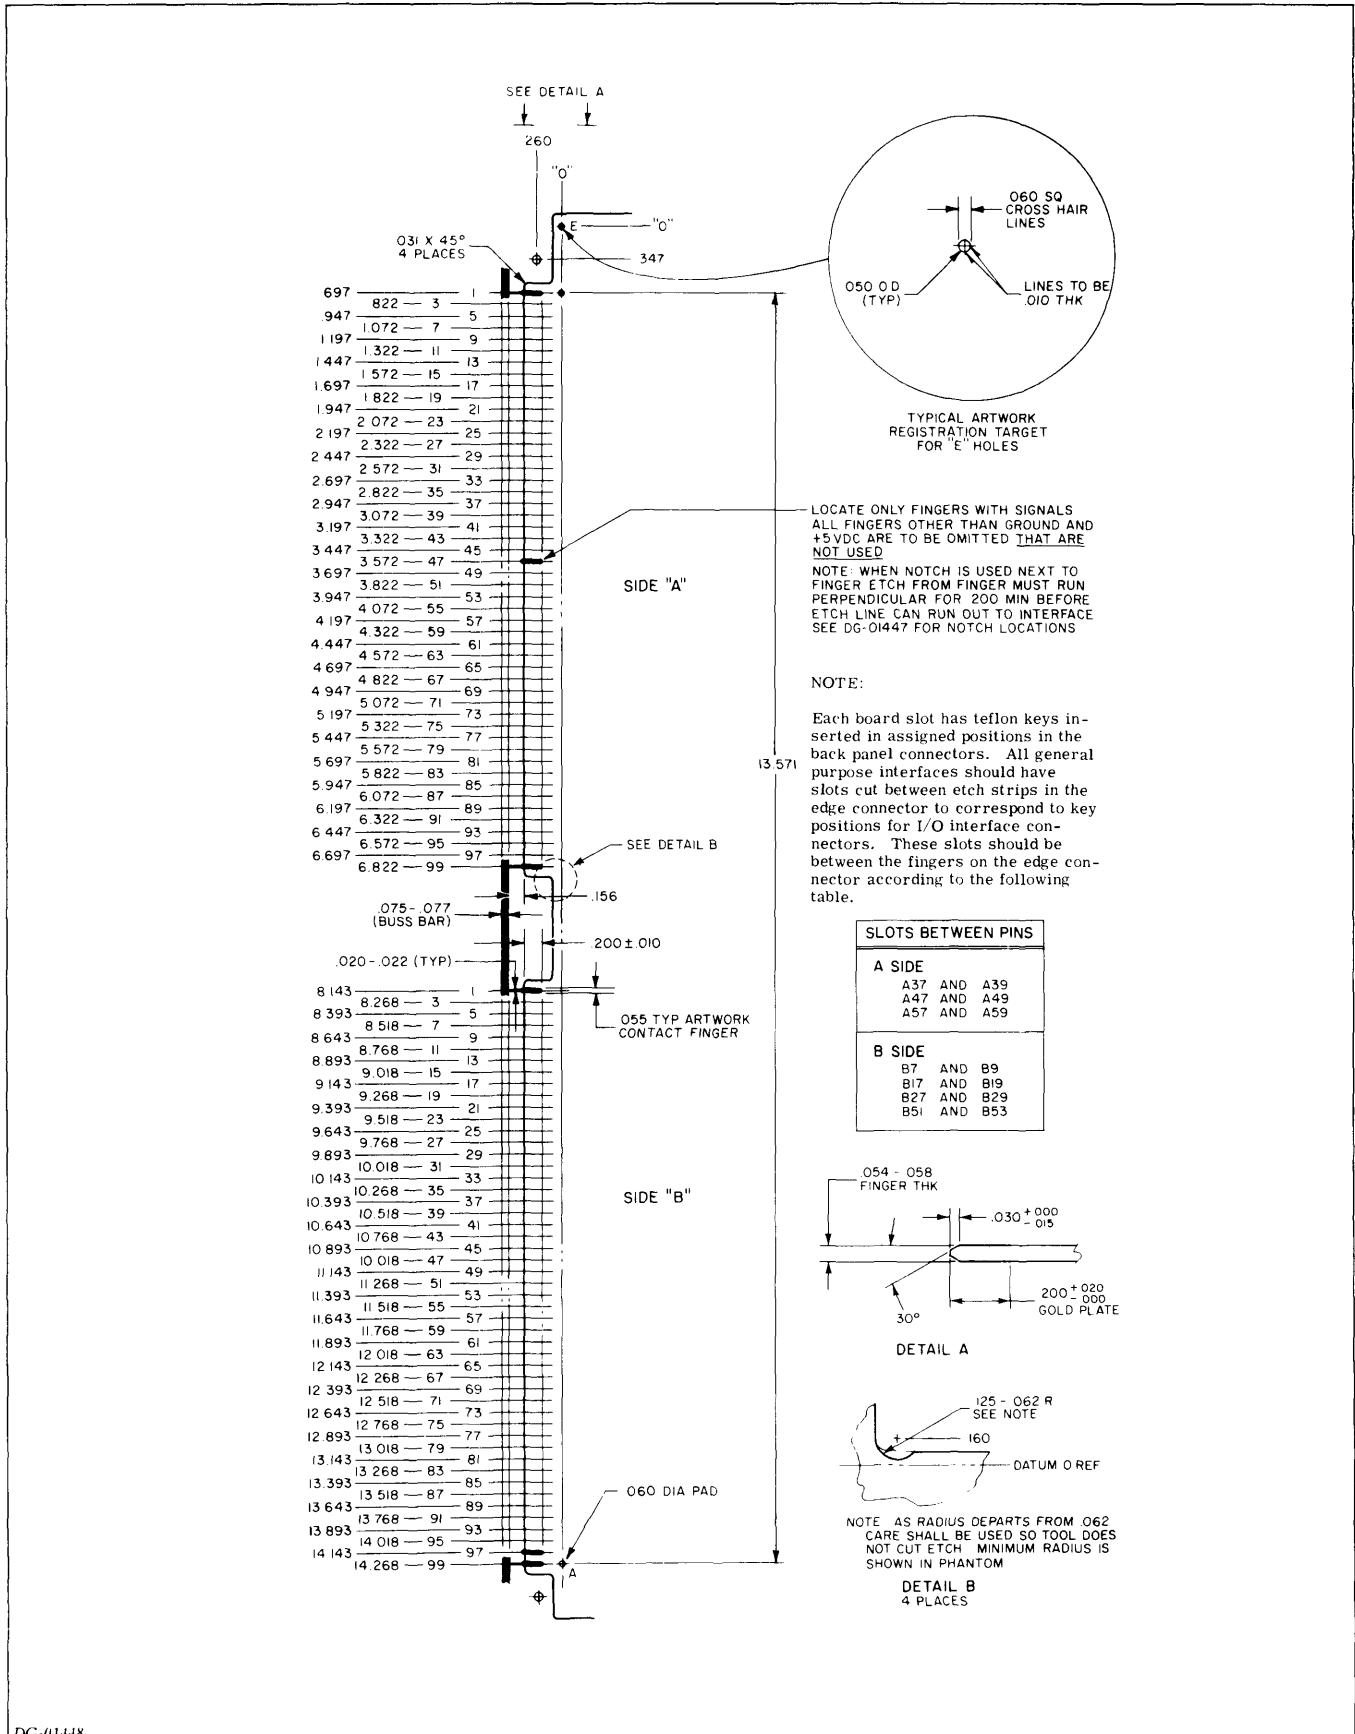 SEE DETAIL A
260
"O"
E "O"
031 X 45°
4 PLACES
347
060 SQ
CROSS HAIR
LINES
050 O D
(TYP)
LINES TO BE
.010 THK
TYPICAL ARTWORK
REGISTRATION TARGET
FOR "E" HOLES
697 1
822 3
.947 5
1.072 7
1 197 9
1.322 11
1 447 13
1 572 15
1.697 17
1 822 19
1.947 21
2 072 23
2 197 25
2.322 27
2 447 29
2 572 31
2.697 33
2.822 35
2.947 37
3.072 39
3.197 41
3.322 43
3 447 45
3 572 47
3 697 49
3.822 51
3.947 53
4 072 55
4 197 57
4.322 59
4.447 61
4 572 63
4 697 65
4 822 67
4 947 69
5 072 71
5 197 73
5 322 75
5 447 77
5 572 79
5 697 81
5 822 83
5.947 85
6.072 87
6.197 89
6.322 91
6 447 93
6.572 95
6.697 97
6.822 99
SIDE "A"
LOCATE ONLY FINGERS WITH SIGNALS
ALL FINGERS OTHER THAN GROUND AND
+5VDC ARE TO BE OMITTED THAT ARE
NOT USED
NOTE: WHEN NOTCH IS USED NEXT TO
FINGER ETCH FROM FINGER MUST RUN
PERPENDICULAR FOR 200 MIN BEFORE
ETCH LINE CAN RUN OUT TO INTERFACE
SEE DG-01447 FOR NOTCH LOCATIONS
NOTE:
Each board slot has teflon keys in-
serted in assigned positions in the
back panel connectors. All general
purpose interfaces should have
slots cut between etch strips in the
edge connector to correspond to key
positions for I/O interface con-
nectors. These slots should be
between the fingers on the edge con-
nector according to the following
table.
13.571
SEE DETAIL B
.156
.075-.077
(BUSS BAR)
.200±.010
.020-.022 (TYP)
055 TYP ARTWORK
CONTACT FINGER
SLOTS BETWEEN PINS
A SIDE
A37 AND A39
A47 AND A49
A57 AND A59
B SIDE
B7 AND B9
B17 AND B19
B27 AND B29
B51 AND B53
8 143 1
8.268 3
8 393 5
8 518 7
8 643 9
8.768 11
8.893 13
9.018 15
9 143 17
9.268 19
9.393 21
9.518 23
9.643 25
9.768 27
9.893 29
10.018 31
10 143 33
10.268 35
10.393 37
10.518 39
10.643 41
10 768 43
10 893 45
10 018 47
11 143 49
11 268 51
11.393 53
11 518 55
11.643 57
11.768 59
11.893 61
12 018 63
12 143 65
12 268 67
12 393 69
12 518 71
12 643 73
12 768 75
12.893 77
13 018 79
13.143 81
13 268 83
13.393 85
13 518 87
13 643 89
13 768 91
13 893 93
14 018 95
14 143 97
14.268 99
SIDE "B"
060 DIA PAD
A
.054 - 058
FINGER THK
.030 +000
- 015
200 +020
- 000
GOLD PLATE
30°
DETAIL A
125 - 062 R
SEE NOTE
160
DATUM O REF
NOTE AS RADIUS DEPARTS FROM .062
CARE SHALL BE USED SO TOOL DOES
NOT CUT ETCH MINIMUM RADIUS IS
SHOWN IN PHANTOM
DETAIL B
4 PLACES
DG-01448